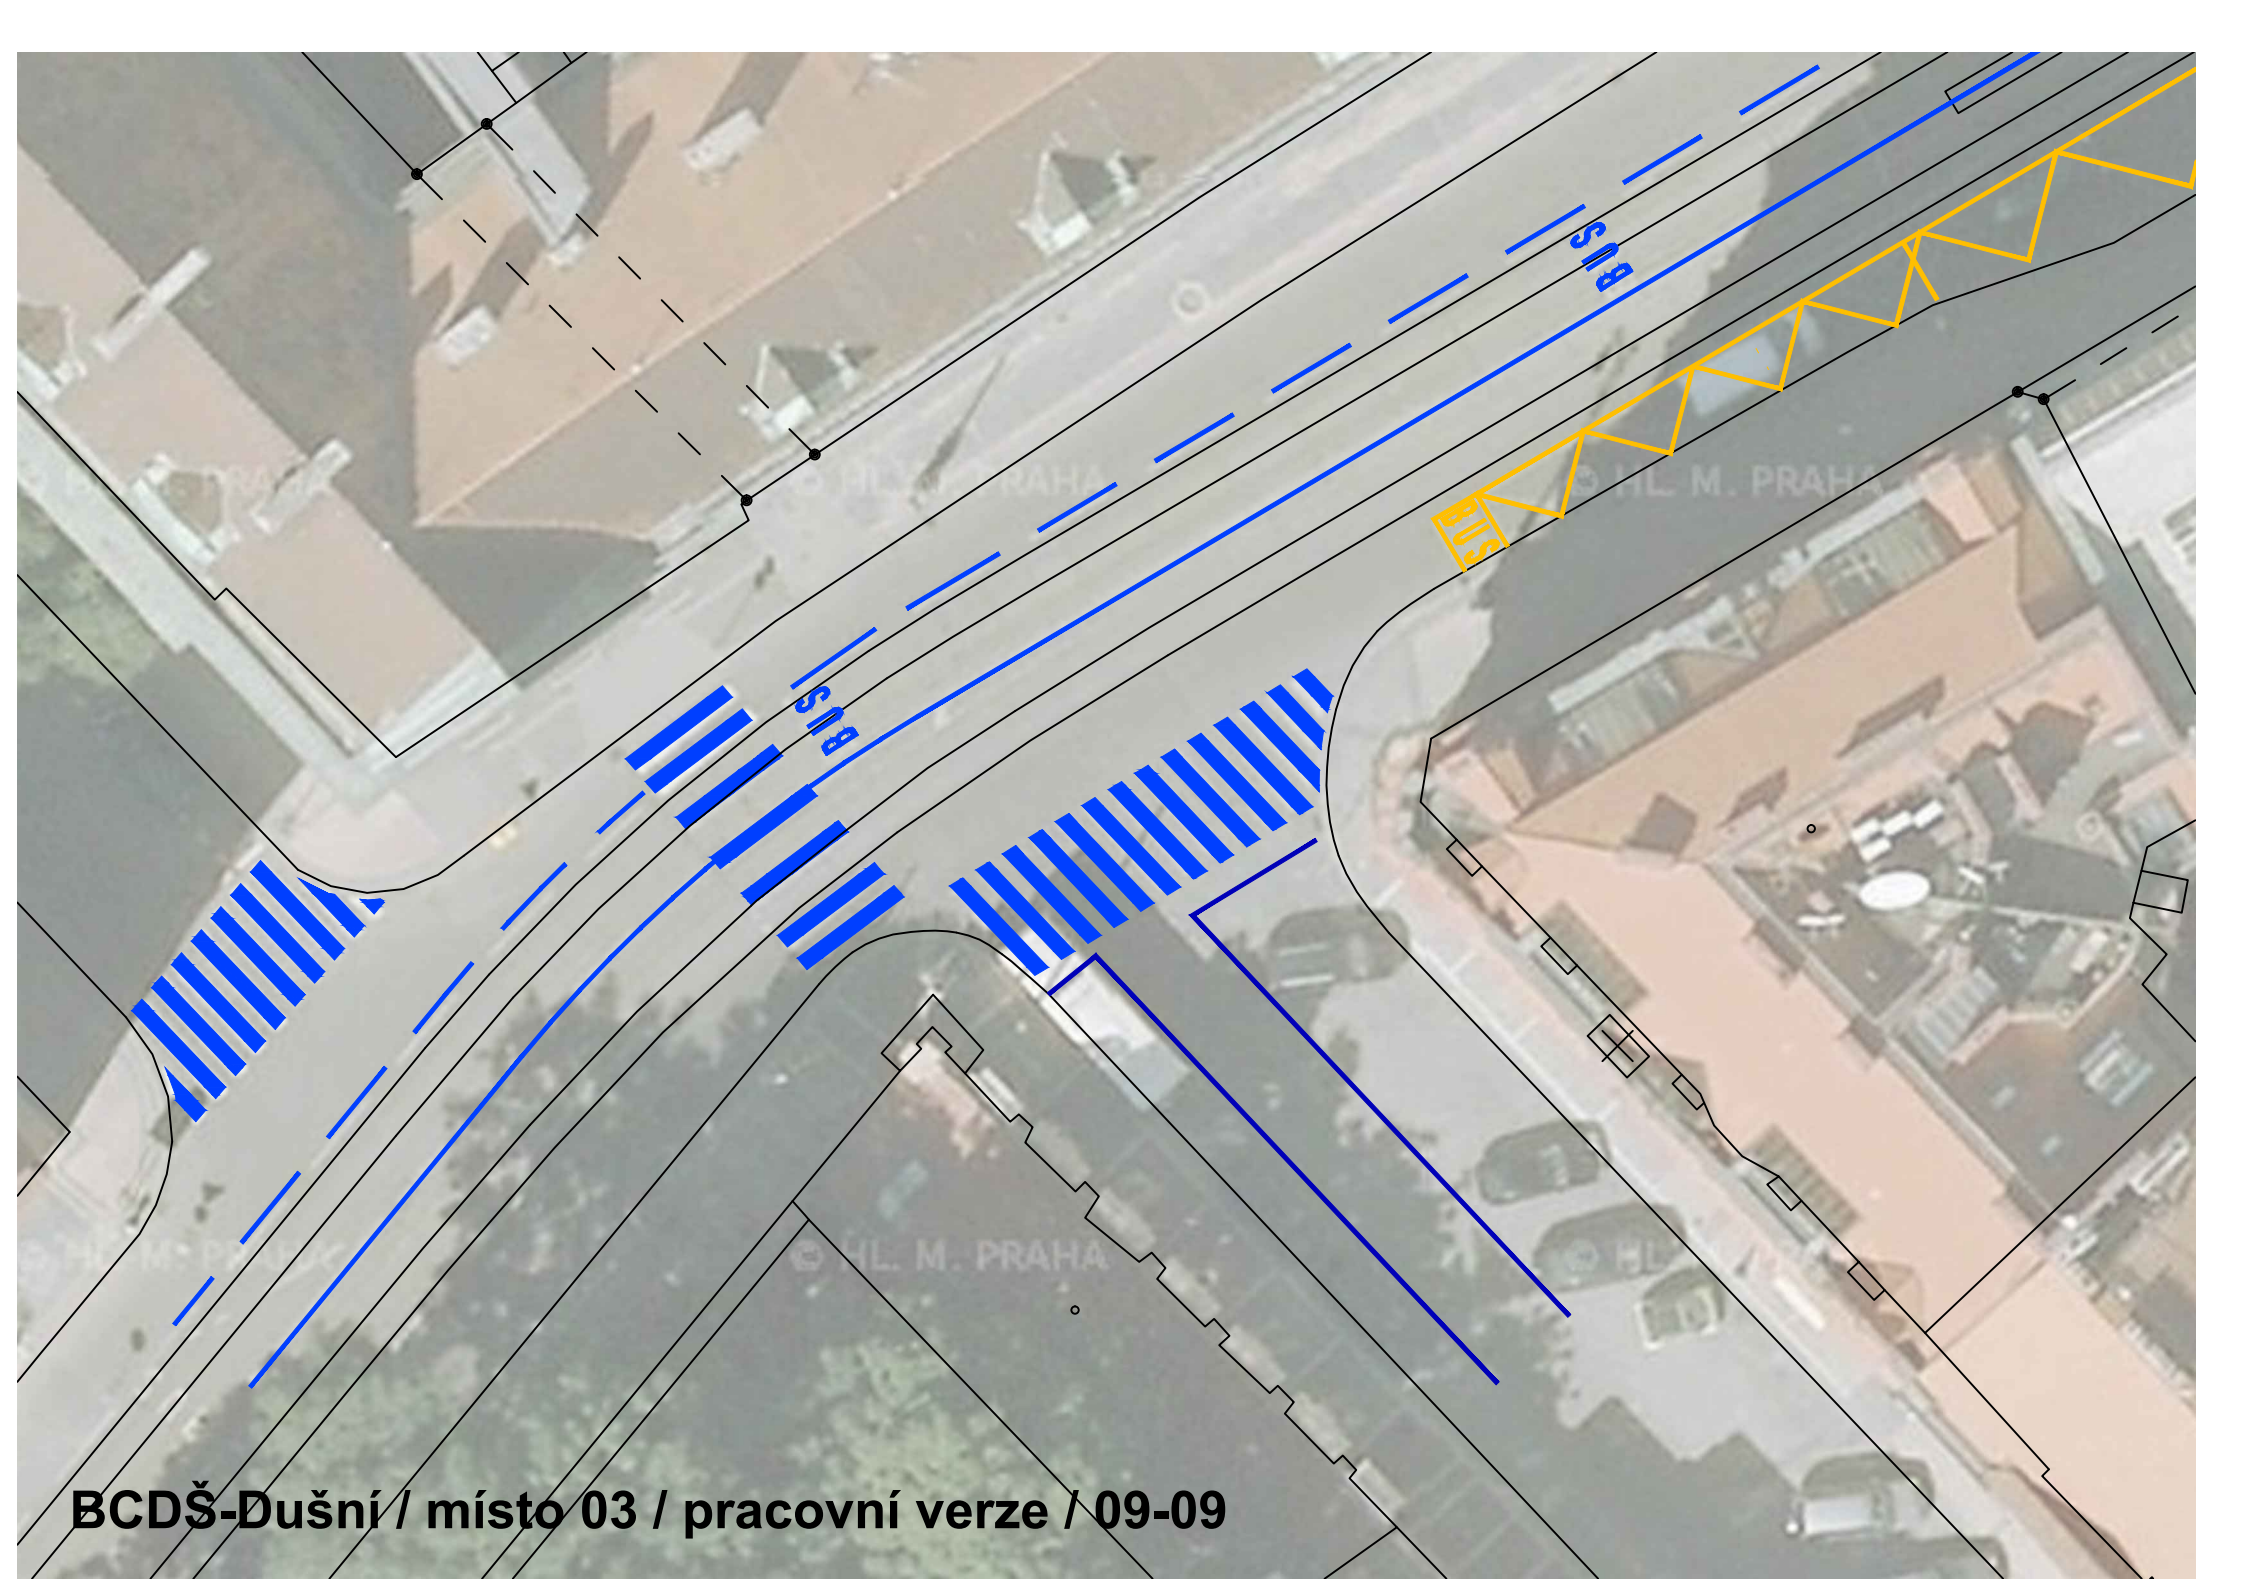 BUS
© HL. M. PRAHA
© HL. M. PRAHA
BUS
BUS
© HL. M. PRAHA
BCDŠ-Dušní / místo 03 / pracovní verze / 09-09